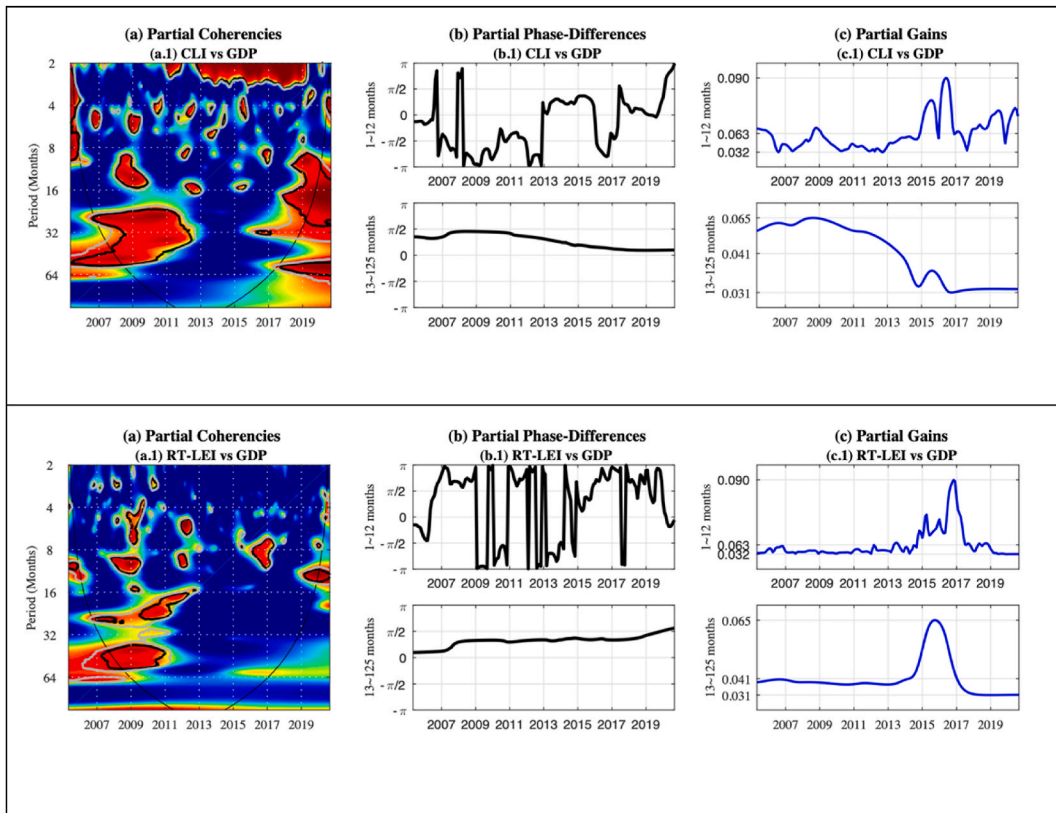 (a) Partial Coherencies
(a.1) CLI vs GDP
Period (Months)
2
4
8
16
32
64
2007 2009 2011 2013 2015 2017 2019
(b) Partial Phase-Differences
(b.1) CLI vs GDP
1~12 months
π
π/2
0
- π/2
- π
2007 2009 2011 2013 2015 2017 2019
13~125 months
π
π/2
0
- π/2
- π
2007 2009 2011 2013 2015 2017 2019
(c) Partial Gains
(c.1) CLI vs GDP
1~12 months
0.090
0.063
0.032
2007 2009 2011 2013 2015 2017 2019
13~125 months
0.065
0.041
0.031
2007 2009 2011 2013 2015 2017 2019
(a) Partial Coherencies
(a.1) RT-LEI vs GDP
Period (Months)
2
4
8
16
32
64
2007 2009 2011 2013 2015 2017 2019
(b) Partial Phase-Differences
(b.1) RT-LEI vs GDP
1~12 months
π
π/2
0
- π/2
- π
2007 2009 2011 2013 2015 2017 2019
13~125 months
π
π/2
0
- π/2
- π
2007 2009 2011 2013 2015 2017 2019
(c) Partial Gains
(c.1) RT-LEI vs GDP
1~12 months
0.090
0.063
0.032
2007 2009 2011 2013 2015 2017 2019
13~125 months
0.065
0.041
0.031
2007 2009 2011 2013 2015 2017 2019